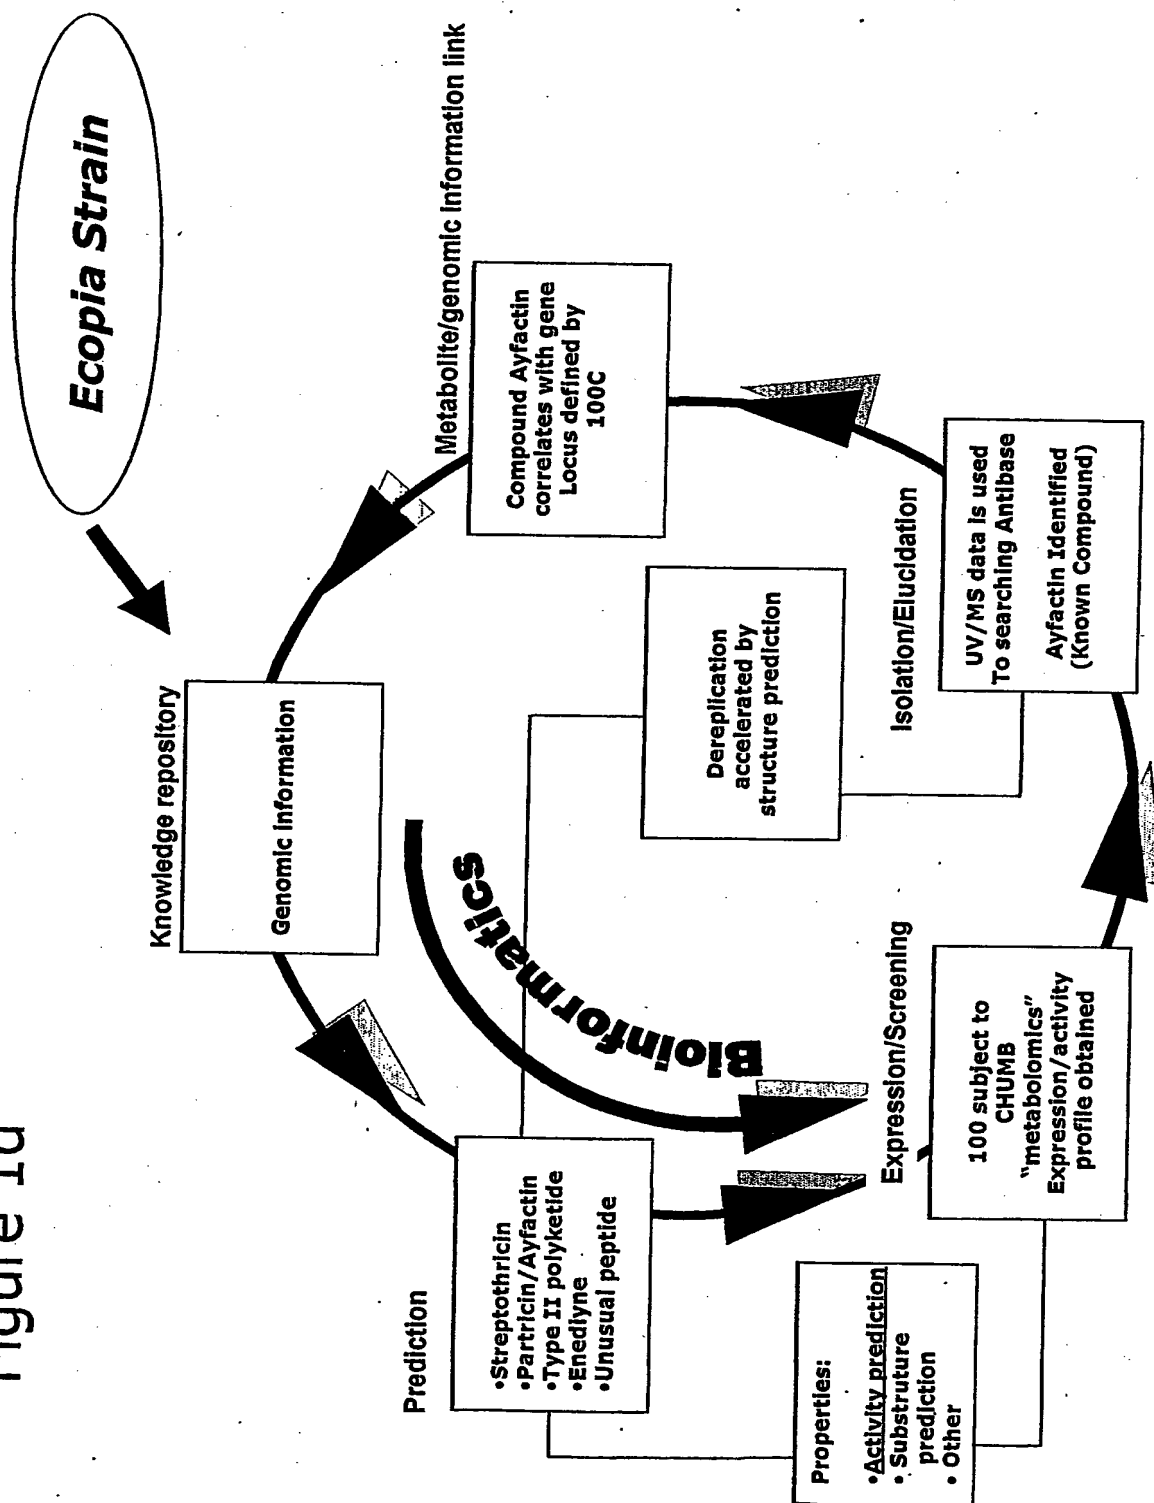 Figure 1d
Ecopia Strain
Knowledge repository
Genomic information
Metabolite/genomic information link
Compound Ayfactin
correlates with gene
Locus defined by
100C
Prediction
•Streptothricin
•Partricin/Ayfactin
•Type II polyketide
•Enediyne
•Unusual peptide
Bioinformatics
Dereplication
accelerated by
structure prediction
Isolation/Elucidation
UV/MS data is used
To searching Antibase
Ayfactin Identified
(Known Compound)
Expression/Screening
100 subject to
CHUMB
“metabolomics”
Expression/activity
profile obtained
Properties:
•Activity prediction
• Substruture
prediction
• Other